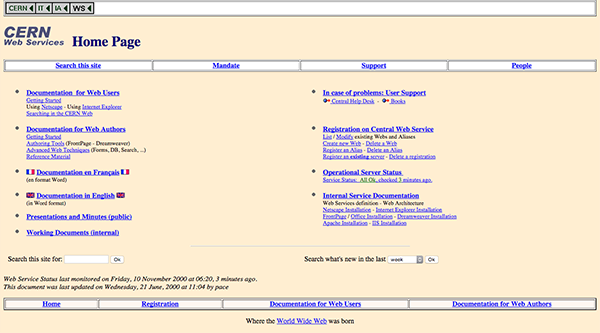 CERN IT IA WS
CERN
Web Services Home Page
Search this site Mandate Support People
Documentation for Web Users
Getting Started
Using Netscape - Using Internet Explorer
Searching in the CERN Web
In case of problems: User Support
Central Help Desk - Books
Documentation for Web Authors
Getting Started
Authoring Tools (FrontPage - Dreamweaver)
Advanced Web Techniques (Forms, DB, Search, ...)
Reference Material
Registration on Central Web Service
List / Modify existing Webs and Aliases
Create new Web - Delete a Web
Register an Alias - Delete an Alias
Register an existing server - Delete a registration
Documentation en Français
(en format Word)
Operational Server Status
Service Status: All Ok, checked 3 minutes ago.
Documentation in English
(in Word format)
Presentations and Minutes (public)
Working Documents (internal)
Internal Service Documentation
Web Services definition - Web Architecture
Netscape Installation - Internet Explorer Installation
FrontPage / Office Installation - Dreamweaver Installation
Apache Installation - IIS Installation
Search this site for: Ok
Search what's new in the last week Ok
Web Service Status last monitored on Friday, 10 November 2000 at 06:20, 3 minutes ago.
This document was last updated on Wednesday, 21 June, 2000 at 11:04 by pace
Home Registration Documentation for Web Users Documentation for Web Authors
Where the World Wide Web was born